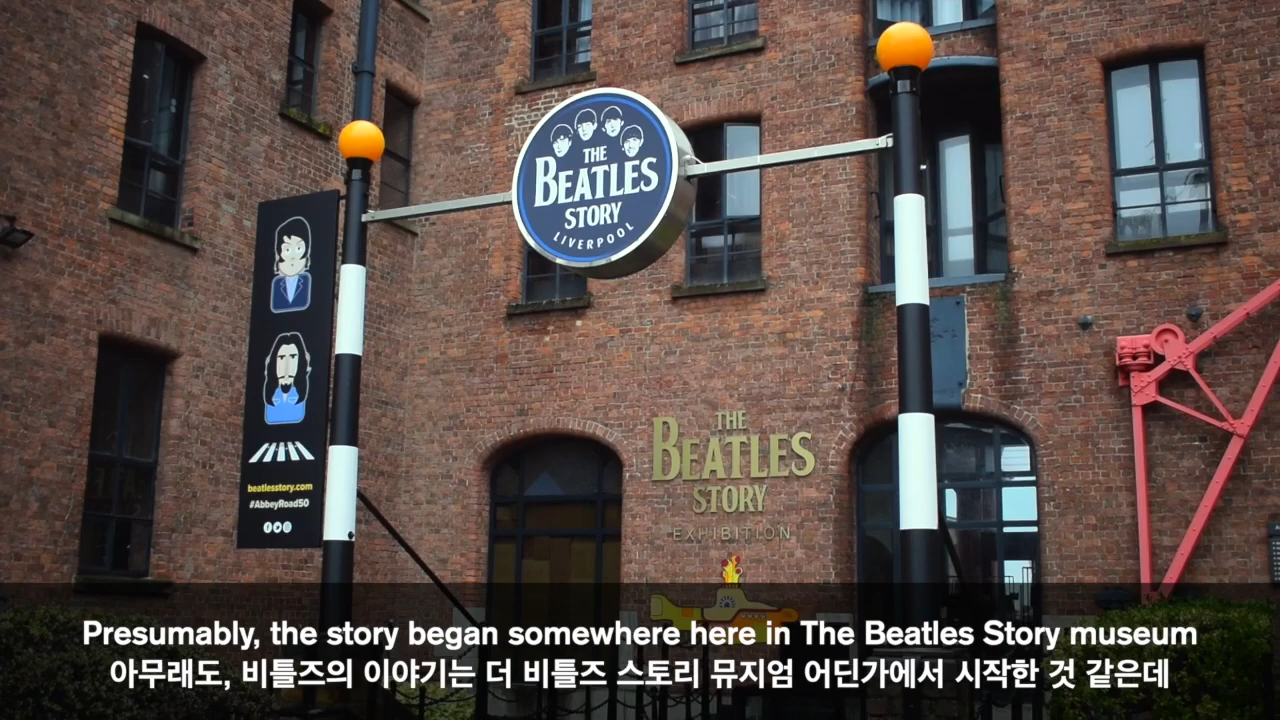 THE
BEATLES
STORY
LIVERPOOL
beatlesstory.com
#AbbeyRoad50
THE
BEATLES
STORY
EXHIBITION
Presumably, the story began somewhere here in The Beatles Story museum
아무래도, 비틀즈의 이야기는 더 비틀즈 스토리 뮤지엄 어딘가에서 시작한 것 같은데